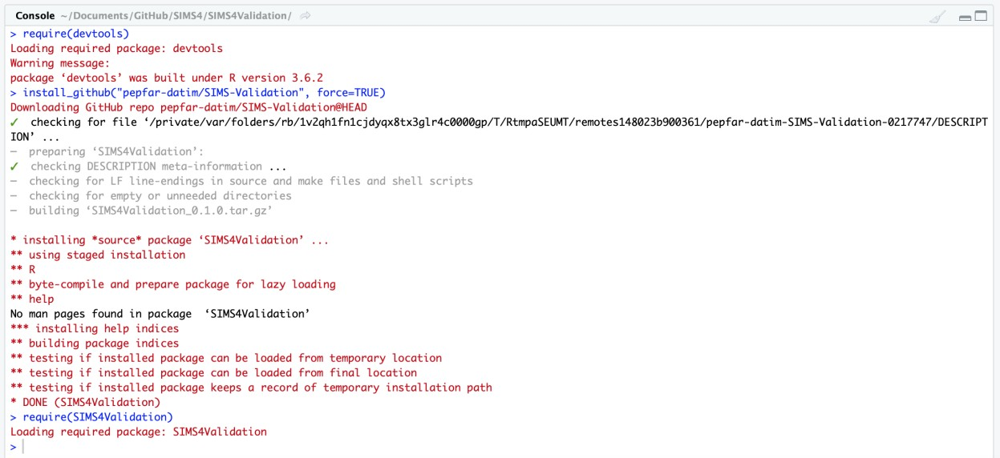 Console ~/Documents/GitHub/SIMS4/SIMS4Validation/
> require(devtools)
Loading required package: devtools
Warning message:
package ‘devtools’ was built under R version 3.6.2
> install_github("pepfar-datim/SIMS-Validation", force=TRUE)
Downloading GitHub repo pepfar-datim/SIMS-Validation@HEAD
✓  checking for file ‘/private/var/folders/rb/1v2qh1fn1cjdyqx8tx3glr4c0000gp/T/RtmpaSEUMT/remotes148023b900361/pepfar-datim-SIMS-Validation-0217747/DESCRIPT
ION’ ...
─  preparing ‘SIMS4Validation’:
✓  checking DESCRIPTION meta-information ...
─  checking for LF line-endings in source and make files and shell scripts
─  checking for empty or unneeded directories
─  building ‘SIMS4Validation_0.1.0.tar.gz’
* installing *source* package ‘SIMS4Validation’ ...
** using staged installation
** R
** byte-compile and prepare package for lazy loading
** help
No man pages found in package  ‘SIMS4Validation’
*** installing help indices
** building package indices
** testing if installed package can be loaded from temporary location
** testing if installed package can be loaded from final location
** testing if installed package keeps a record of temporary installation path
* DONE (SIMS4Validation)
> require(SIMS4Validation)
Loading required package: SIMS4Validation
>